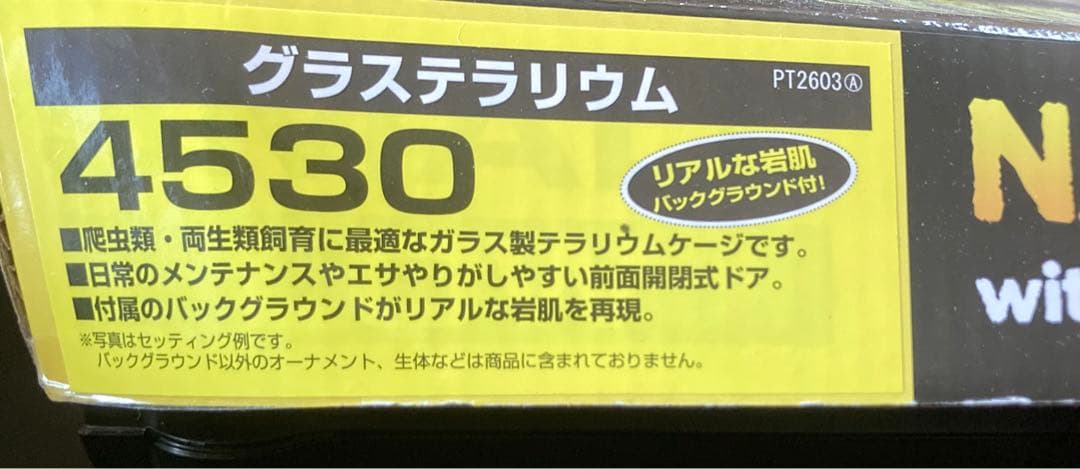 グラステラリウム
PT2603Ⓐ
4530
リアルな岩肌
バックグラウンド付!
■爬虫類・両生類飼育に最適なガラス製テラリウムケージです。
■日常のメンテナンスやエサやりがしやすい前面開閉式ドア。
■付属のバックグラウンドがリアルな岩肌を再現。
※写真はセッティング例です。
バックグラウンド以外のオーナメント、生体などは商品に含まれておりません。